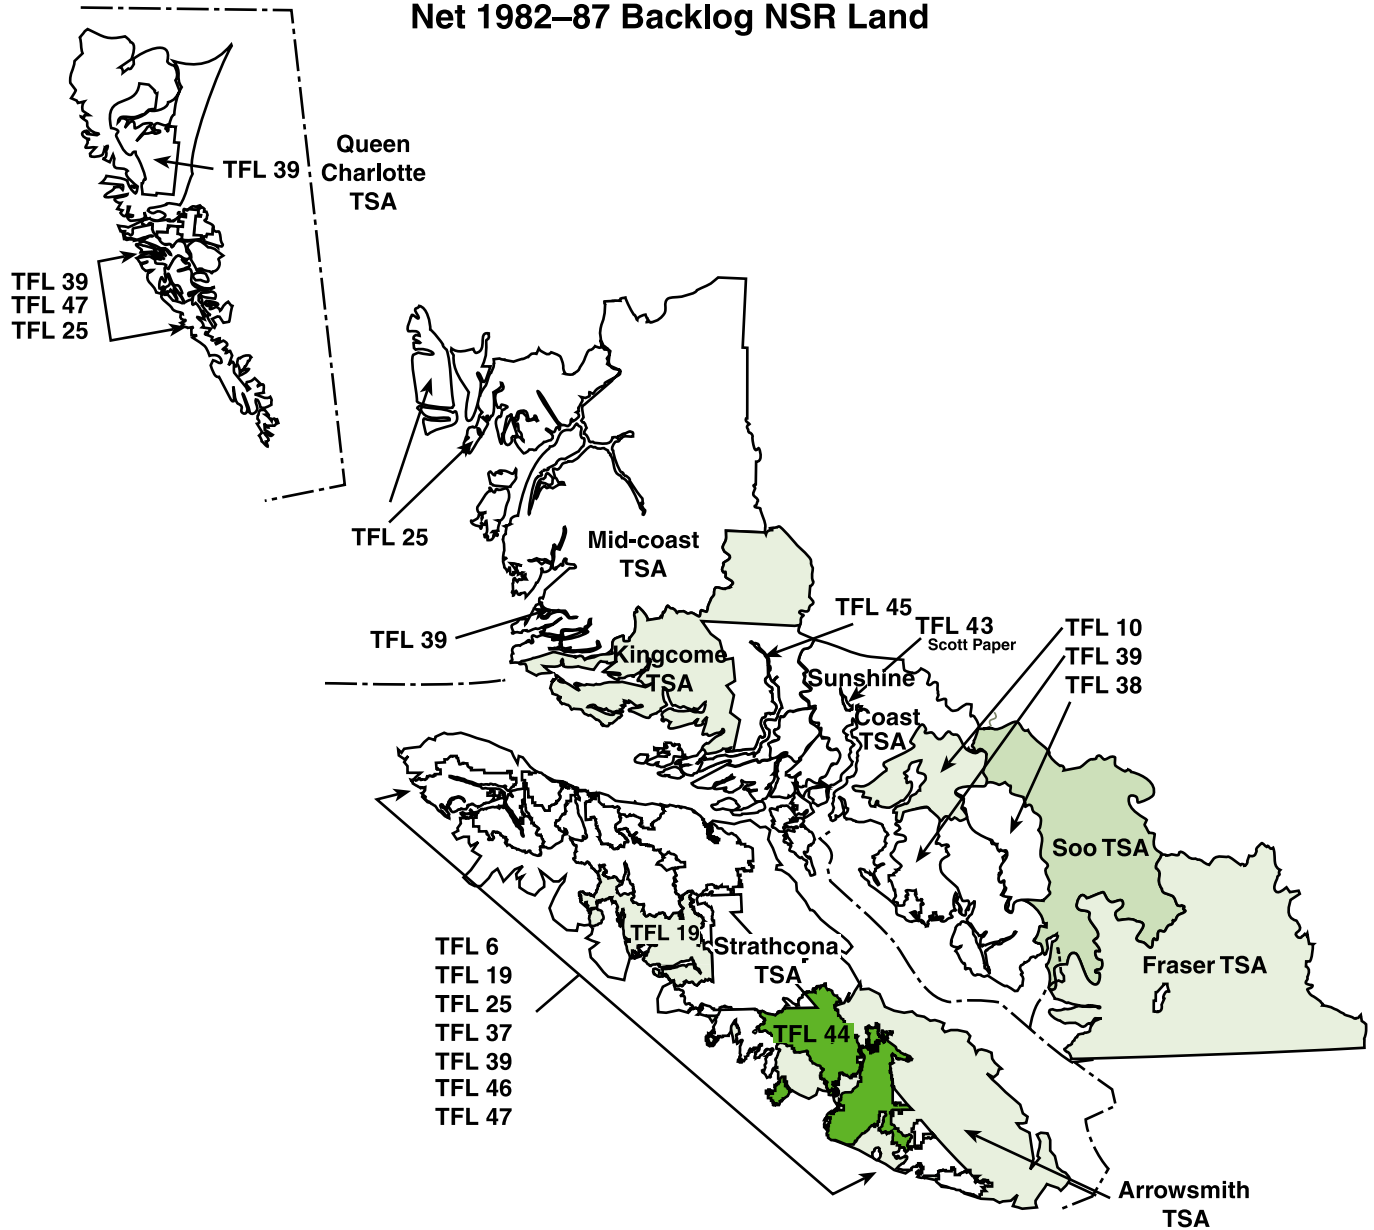 Net 1982–87 Backlog NSR Land
Queen
Charlotte
TSA
TFL 39
TFL 39
TFL 47
TFL 25
TFL 25
Mid-coast
TSA
TFL 39
Kingcome
TSA
TFL 45
TFL 43
Scott Paper
Sunshine
Coast
TSA
TFL 10
TFL 39
TFL 38
Soo TSA
Fraser TSA
TFL 19
Strathcona
TSA
TFL 44
TFL 6
TFL 19
TFL 25
TFL 37
TFL 39
TFL 46
TFL 47
Arrowsmith
TSA